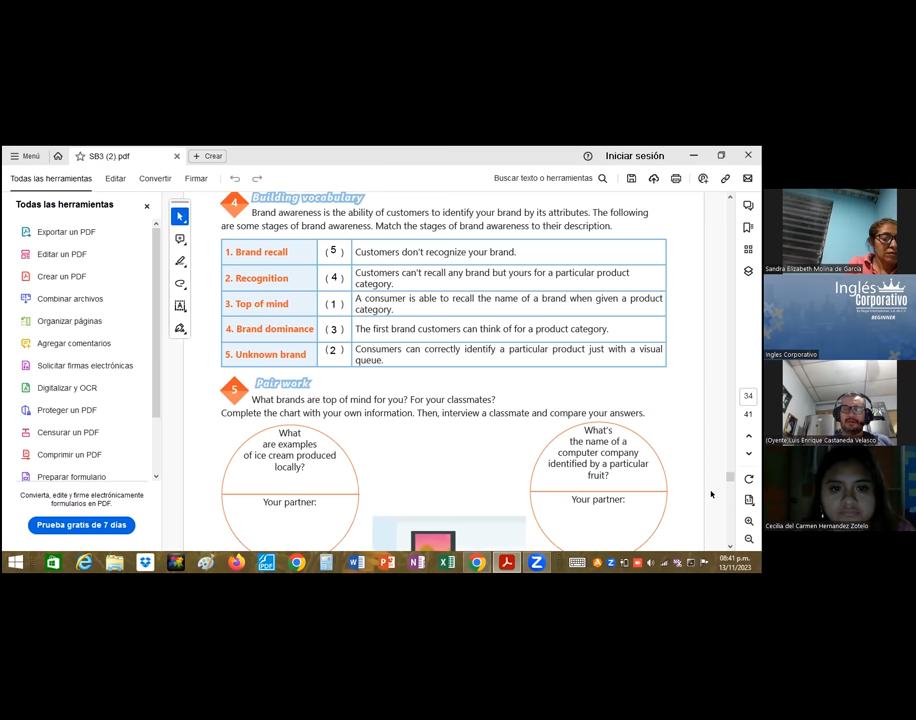 Menú
SB3 (2).pdf
Crear
Iniciar sesión
Todas las herramientas
Editar
Convertir
Firmar
Buscar texto o herramientas
Todas las herramientas
Exportar un PDF
Editar un PDF
Crear un PDF
Combinar archivos
Organizar páginas
Agregar comentarios
Solicitar firmas electrónicas
Digitalizar y OCR
Proteger un PDF
Censurar un PDF
Comprimir un PDF
Preparar formulario
Convierta, edite y firme electrónicamente
formularios en PDF.
Prueba gratis de 7 días
4 Building vocabulary
Brand awareness is the ability of customers to identify your brand by its attributes. The following
are some stages of brand awareness. Match the stages of brand awareness to their description.
1. Brand recall ( 5 ) Customers don't recognize your brand.
2. Recognition ( 4 ) Customers can't recall any brand but yours for a particular product
category.
3. Top of mind ( 1 ) A consumer is able to recall the name of a brand when given a product
category.
4. Brand dominance ( 3 ) The first brand customers can think of for a product category.
5. Unknown brand ( 2 ) Consumers can correctly identify a particular product just with a visual
queue.
5 Pair work
What brands are top of mind for you? For your classmates?
Complete the chart with your own information. Then, interview a classmate and compare your answers.
What
are examples
of ice cream produced
locally?
Your partner:
What's
the name of a
computer company
identified by a particular
fruit?
Your partner:
34
41
08:41 p.m.
13/11/2023
Sandra Elizabeth Molina de Garcia
Inglés
Corporativo
BEGINNER
Ingles Corporativo
(Oyente)Luis Enrique Castaneda Velasco
Cecilia del Carmen Hernandez Zotelo